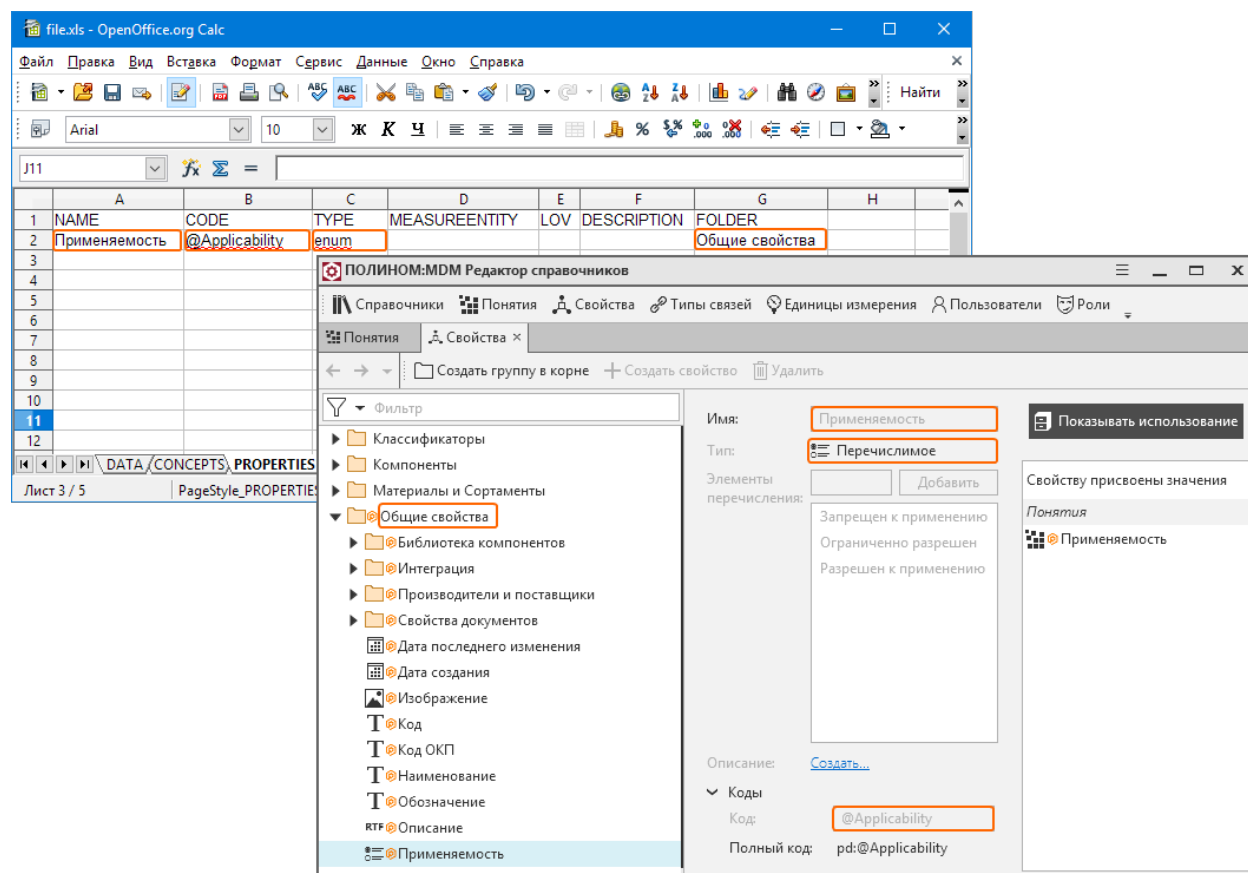 file.xls - OpenOffice.org Calc
Файл Правка Вид Вставка Формат Сервис Данные Окно Справка
Найти
Arial 10 Ж К Ч
J11
A B C D E F G H
1 NAME CODE TYPE MEASUREENTITY LOV DESCRIPTION FOLDER
2 Применяемость @Applicability enum Общие свойства
3
4
5
6
7
8
9
10
11
12
DATA CONCEPTS PROPERTIES
Лист 3 / 5 PageStyle_PROPERTIE
ПОЛИНОМ:MDM Редактор справочников
Справочники Понятия Свойства Типы связей Единицы измерения Пользователи Роли
Понятия Свойства
Создать группу в корне Создать свойство Удалить
Фильтр
Классификаторы
Компоненты
Материалы и Сортаменты
Общие свойства
Библиотека компонентов
Интеграция
Производители и поставщики
Свойства документов
Дата последнего изменения
Дата создания
Изображение
Код
Код ОКП
Наименование
Обозначение
RTF Описание
Применяемость
Имя: Применяемость
Тип: Перечислимое
Элементы перечисления: Добавить
Запрещен к применению
Ограниченно разрешен
Разрешен к применению
Описание: Создать...
Коды
Код: @Applicability
Полный код: pd:@Applicability
Показывать использование
Свойству присвоены значения
Понятия
Применяемость